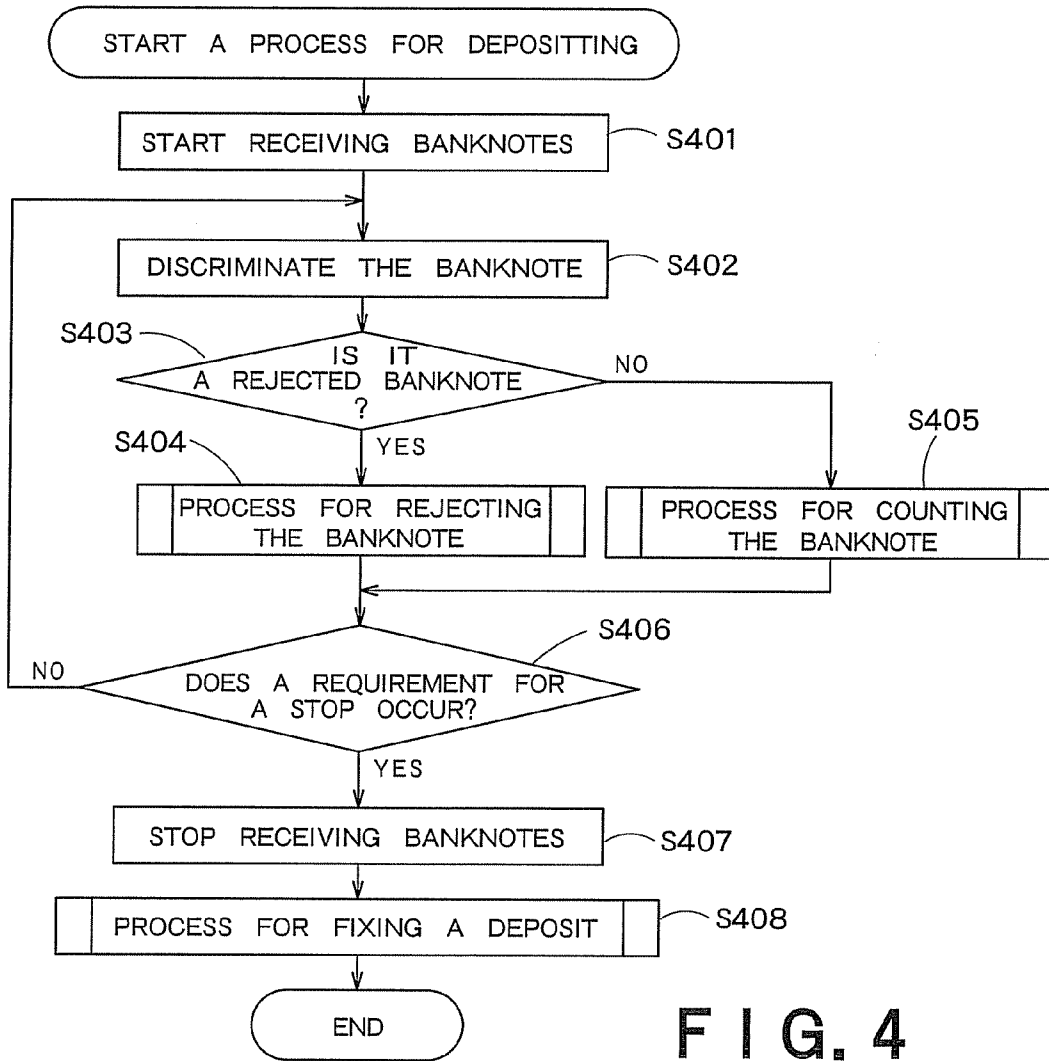 START A PROCESS FOR DEPOSITTING
START RECEIVING BANKNOTES
S401
DISCRIMINATE THE BANKNOTE
S402
S403
IS IT
A REJECTED BANKNOTE
?
NO
YES
S404
PROCESS FOR REJECTING
THE BANKNOTE
S405
PROCESS FOR COUNTING
THE BANKNOTE
S406
DOES A REQUIREMENT FOR
A STOP OCCUR?
NO
YES
STOP RECEIVING BANKNOTES
S407
PROCESS FOR FIXING A DEPOSIT
S408
END
FIG. 4